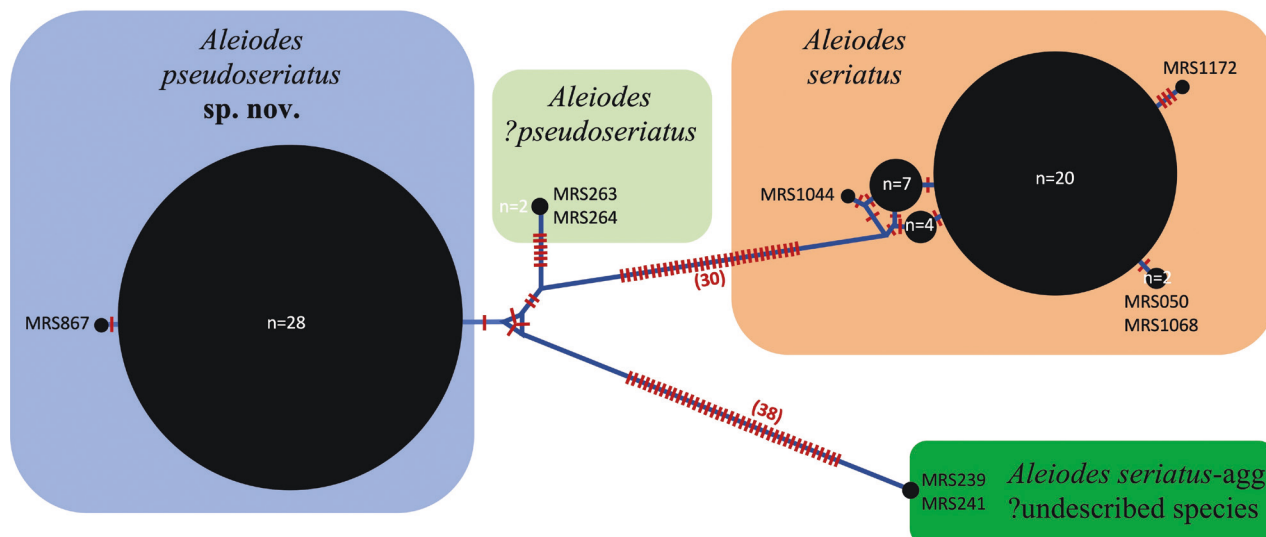 Aleiodes
pseudoseriatus
sp. nov.
MRS867
n=28
Aleiodes
?pseudoseriatus
n=2
MRS263
MRS264
Aleiodes
seriatus
MRS1172
MRS1044
n=7
n=4
n=20
n=2
MRS050
MRS1068
(30)
(38)
MRS239
MRS241
Aleiodes seriatus-agg
?undescribed species